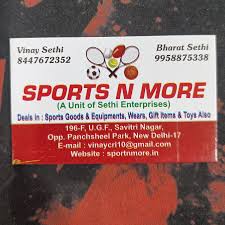 Vinay Sethi
8447672352
Bharat Sethi
9958875338
SPORTS N MORE
(A Unit of Sethi Enterprises)
Deals in : Sports Goods & Equipments, Wears, Gift Items & Toys Also
196-F, U.G.F., Savitri Nagar,
Opp. Panchsheel Park, New Delhi-17
E-mail : vinaycri10@gmail.com
Website : sportnmore.in